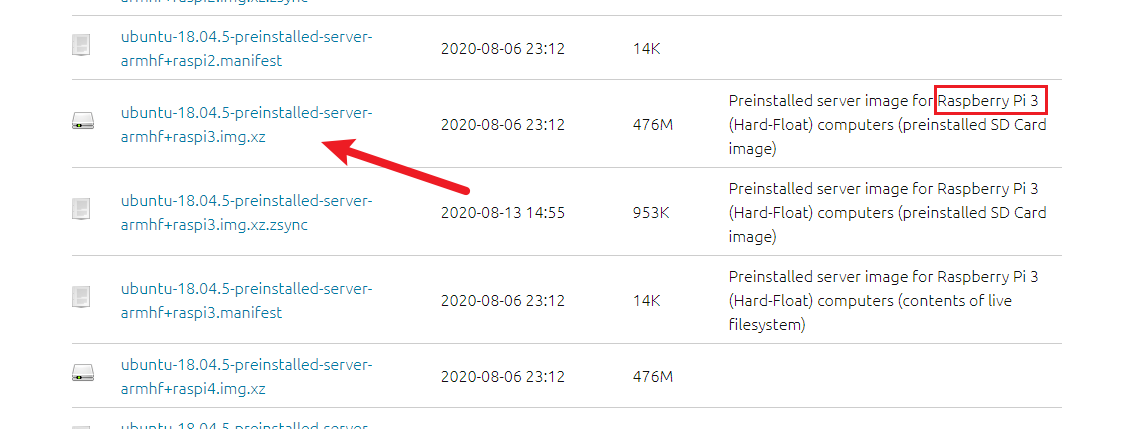 raspi2.img.xz.zsync
ubuntu-18.04.5-preinstalled-server-
armhf+raspi2.manifest
2020-08-06 23:12
14K
ubuntu-18.04.5-preinstalled-server-
armhf+raspi3.img.xz
2020-08-06 23:12
476M
Preinstalled server image for Raspberry Pi 3
(Hard-Float) computers (preinstalled SD Card
image)
ubuntu-18.04.5-preinstalled-server-
armhf+raspi3.img.xz.zsync
2020-08-13 14:55
953K
Preinstalled server image for Raspberry Pi 3
(Hard-Float) computers (preinstalled SD Card
image)
ubuntu-18.04.5-preinstalled-server-
armhf+raspi3.manifest
2020-08-06 23:12
14K
Preinstalled server image for Raspberry Pi 3
(Hard-Float) computers (contents of live
filesystem)
ubuntu-18.04.5-preinstalled-server-
armhf+raspi4.img.xz
2020-08-06 23:12
476M
ubuntu-18.04.5-preinstalled-server-